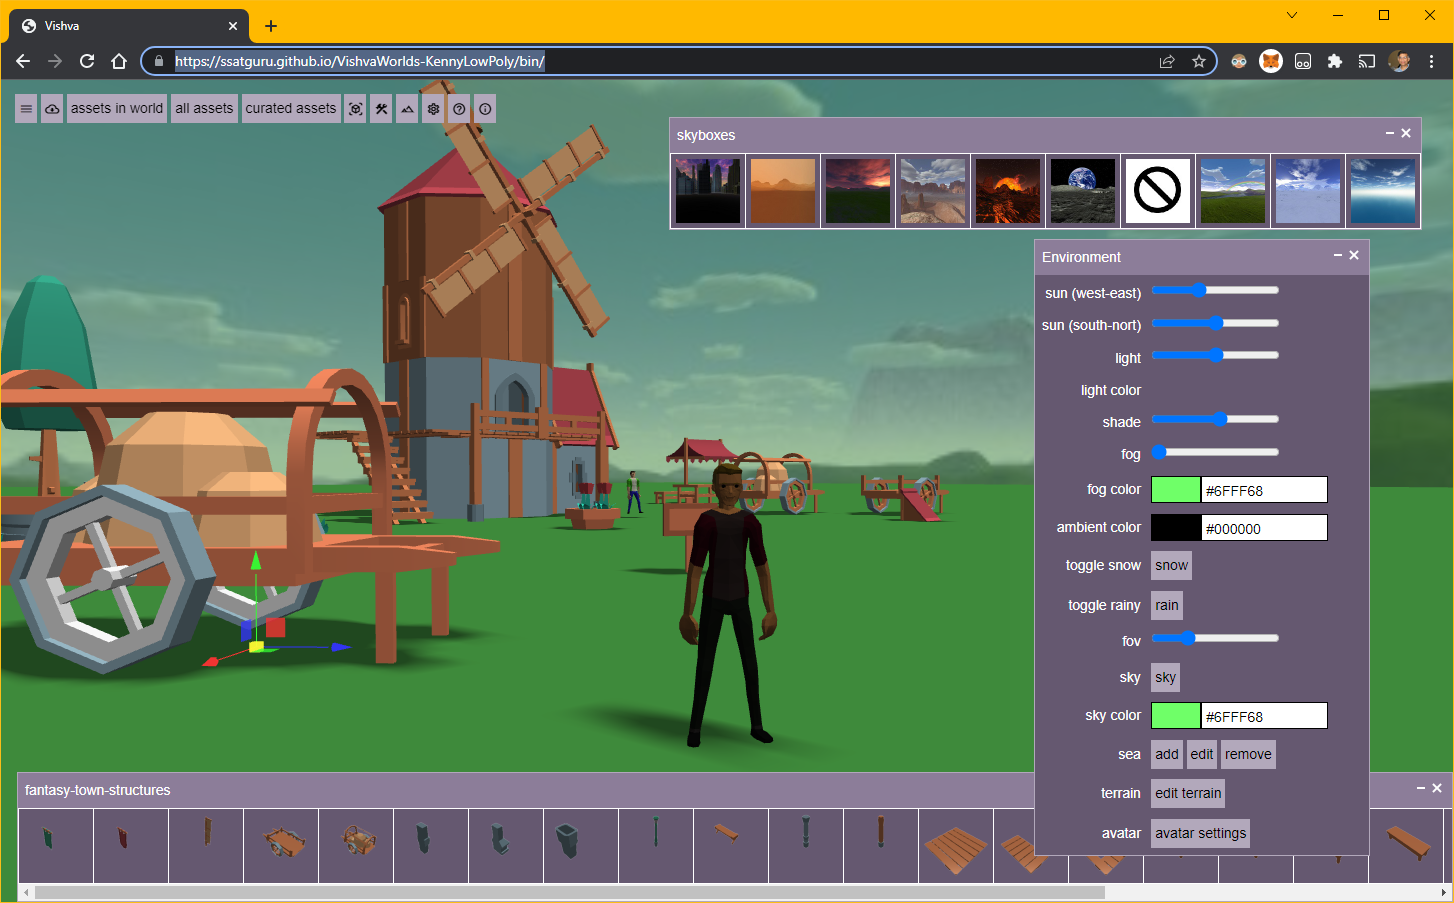 Vishva
https://ssatguru.github.io/VishvaWorlds-KennyLowPoly/bin/
assets in world
all assets
curated assets
skyboxes
Environment
sun (west-east)
sun (south-nort)
light
light color
shade
fog
fog color #6FFF68
ambient color #000000
toggle snow snow
toggle rainy rain
fov
sky sky
sky color #6FFF68
sea add edit remove
terrain edit terrain
avatar avatar settings
fantasy-town-structures